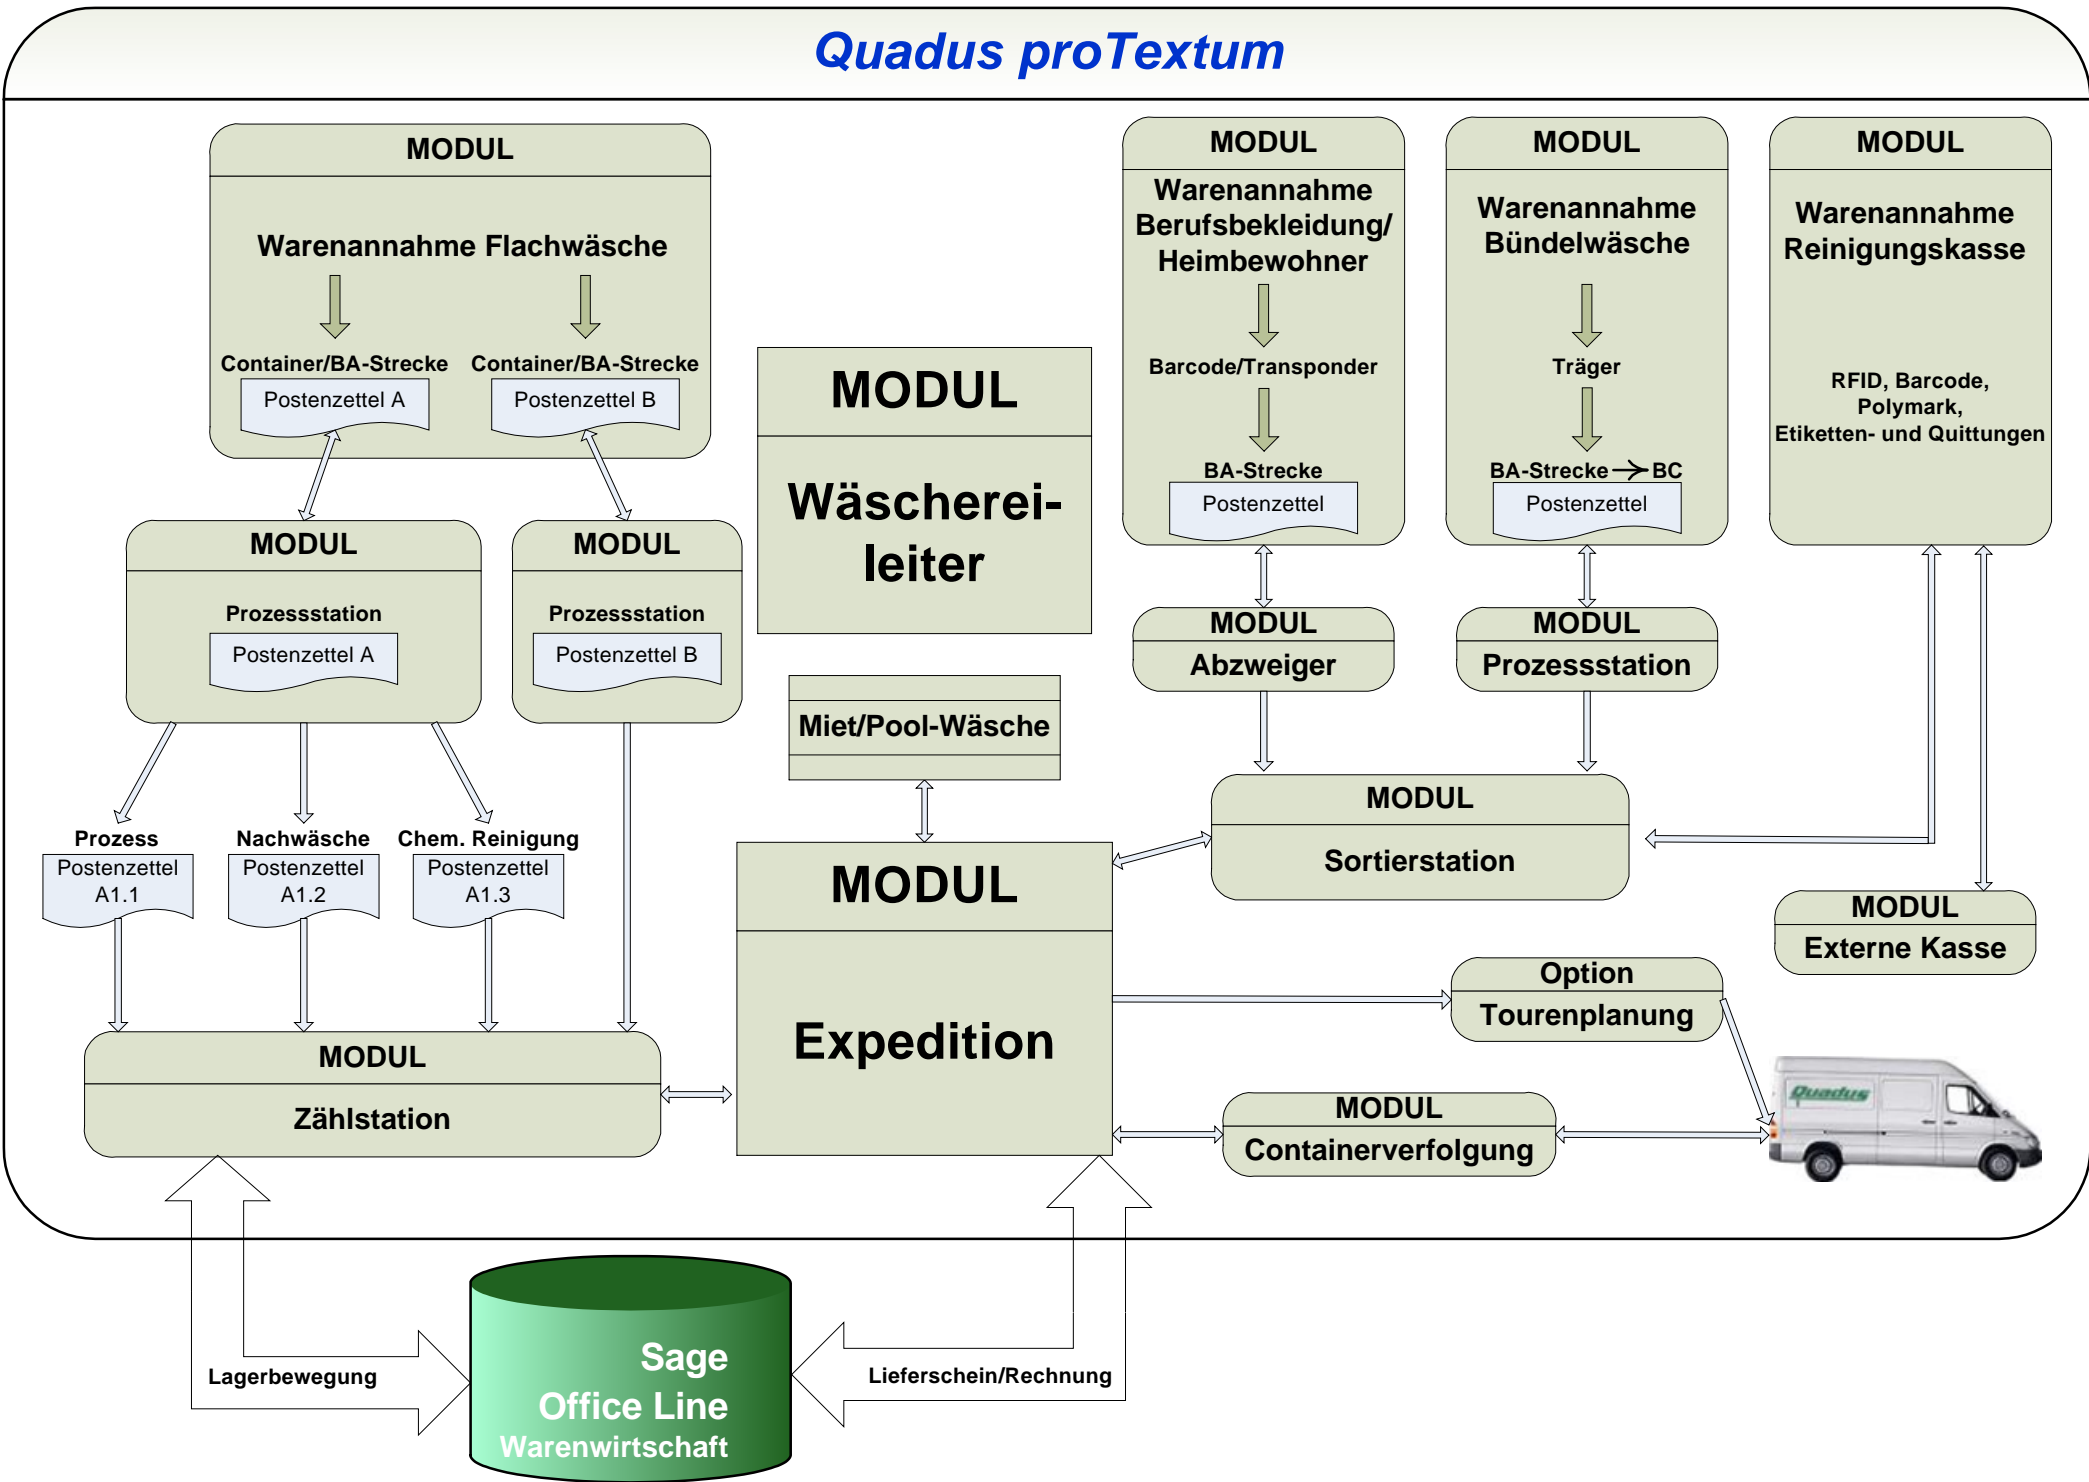 Quadus proTextum
MODUL
Warenannahme Flachwäsche
Container/BA-Strecke
Postenzettel A
Container/BA-Strecke
Postenzettel B
MODUL
Wäscherei-
leiter
MODUL
Warenannahme
Berufsbekleidung/
Heimbewohner
Barcode/Transponder
BA-Strecke
Postenzettel
MODUL
Warenannahme
Bündelwäsche
Träger
BA-Strecke
BC
Postenzettel
MODUL
Warenannahme
Reinigungskasse
RFID, Barcode,
Polymark,
Etiketten- und Quittungen
MODUL
Prozessstation
Postenzettel A
MODUL
Prozessstation
Postenzettel B
MODUL
Abzweiger
MODUL
Prozessstation
Miet/Pool-Wäsche
MODUL
Sortierstation
Prozess
Postenzettel
A1.1
Nachwäsche
Postenzettel
A1.2
Chem. Reinigung
Postenzettel
A1.3
MODUL
Expedition
MODUL
Externe Kasse
Option
Tourenplanung
MODUL
Zählstation
MODUL
Containerverfolgung
Quadus
Lagerbewegung
Sage
Office Line
Warenwirtschaft
Lieferschein/Rechnung